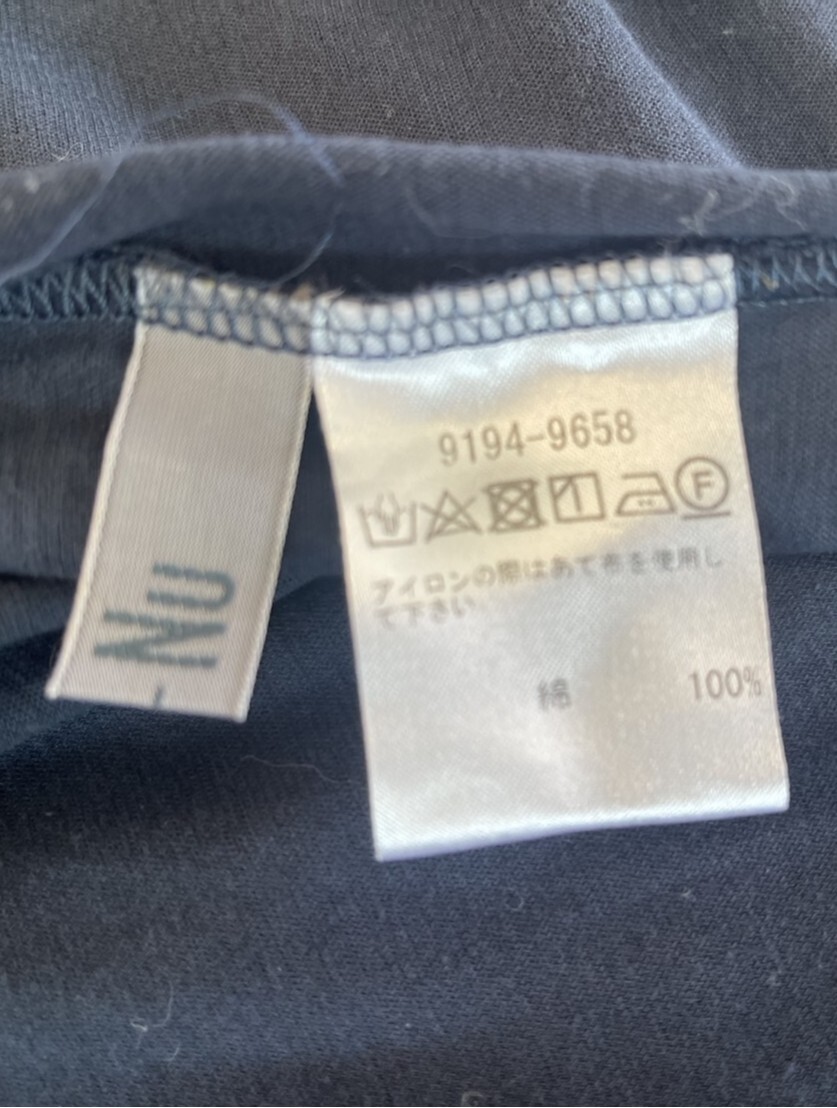 NU
9194-9658
F
アイロンの際はあて布を使用し
て下さい
綿 100%